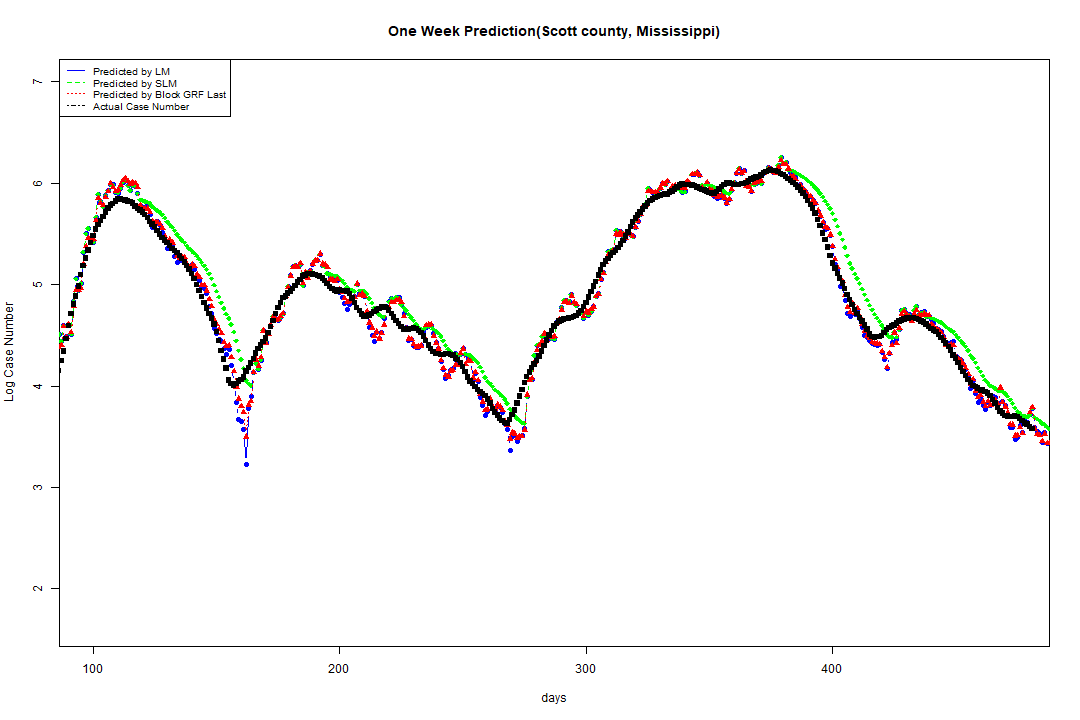 One Week Prediction(Scott county, Mississippi)
Predicted by LM
Predicted by SLM
Predicted by Block GRF Last
Actual Case Number
7
6
5
4
3
2
Log Case Number
100 200 300 400
days